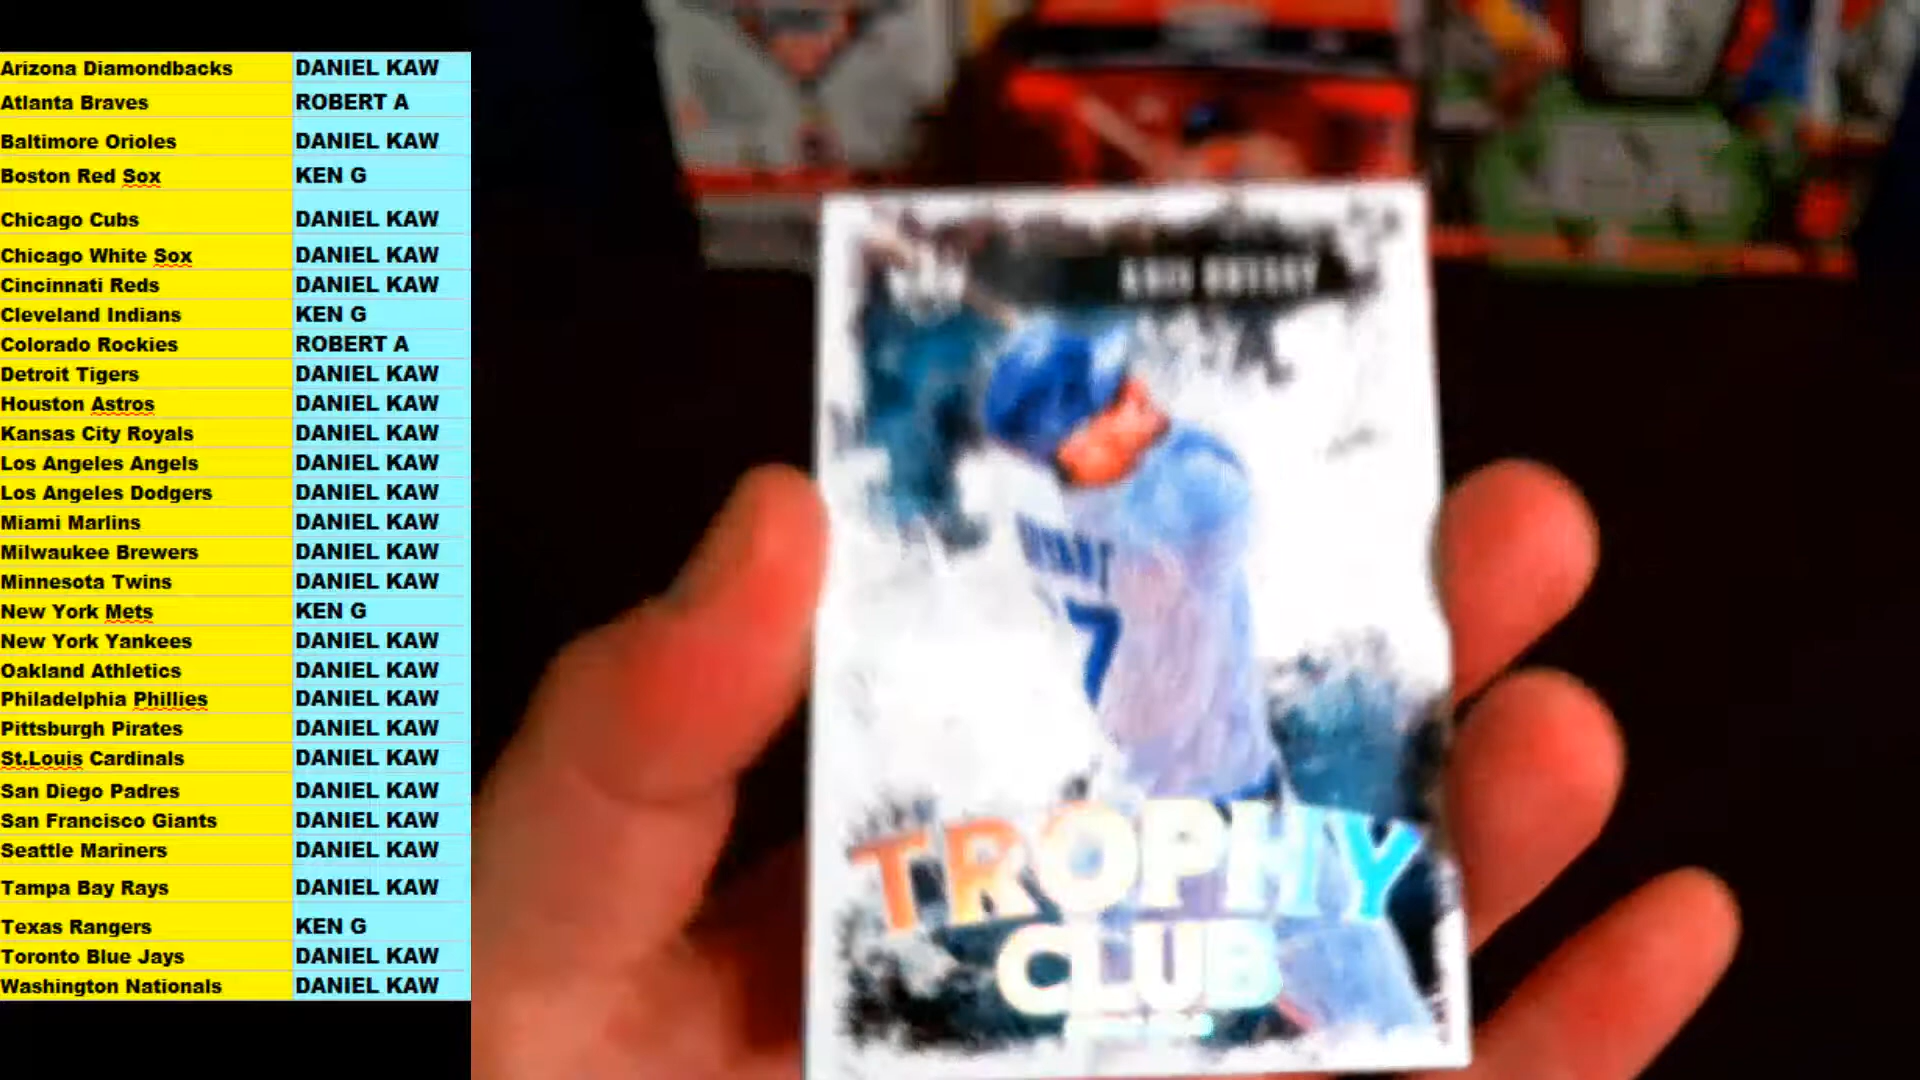 Arizona Diamondbacks DANIEL KAW
Atlanta Braves ROBERT A
Baltimore Orioles DANIEL KAW
Boston Red Sox KEN G
Chicago Cubs DANIEL KAW
Chicago White Sox DANIEL KAW
Cincinnati Reds DANIEL KAW
Cleveland Indians KEN G
Colorado Rockies ROBERT A
Detroit Tigers DANIEL KAW
Houston Astros DANIEL KAW
Kansas City Royals DANIEL KAW
Los Angeles Angels DANIEL KAW
Los Angeles Dodgers DANIEL KAW
Miami Marlins DANIEL KAW
Milwaukee Brewers DANIEL KAW
Minnesota Twins DANIEL KAW
New York Mets KEN G
New York Yankees DANIEL KAW
Oakland Athletics DANIEL KAW
Philadelphia Phillies DANIEL KAW
Pittsburgh Pirates DANIEL KAW
St.Louis Cardinals DANIEL KAW
San Diego Padres DANIEL KAW
San Francisco Giants DANIEL KAW
Seattle Mariners DANIEL KAW
Tampa Bay Rays DANIEL KAW
Texas Rangers KEN G
Toronto Blue Jays DANIEL KAW
Washington Nationals DANIEL KAW
7
TROPHY
CLUB